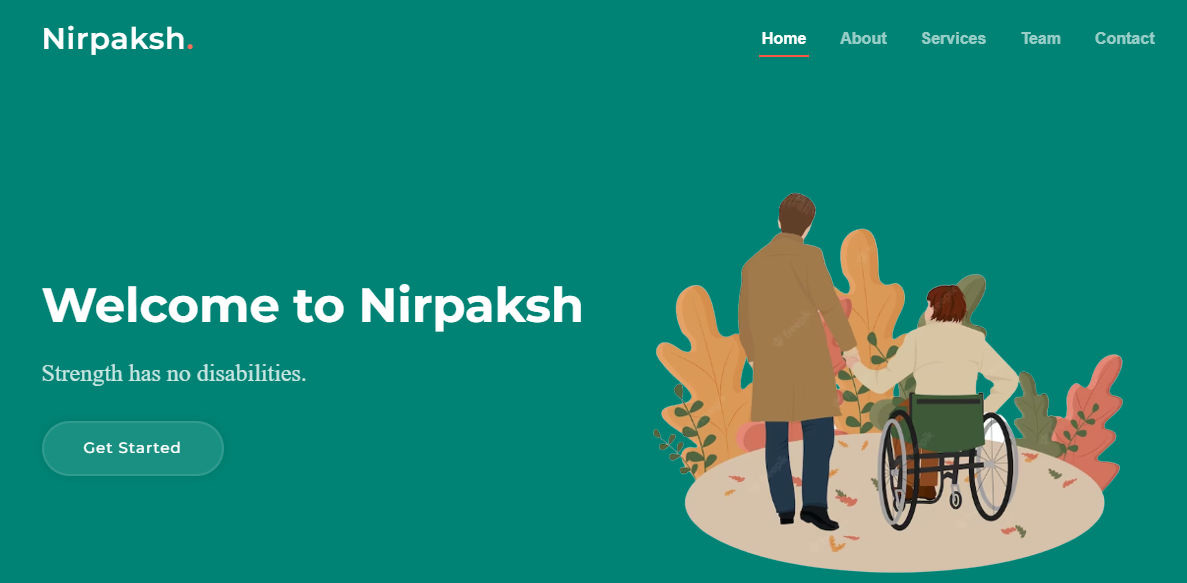 Nirpaksh.
Home About Services Team Contact
Welcome to Nirpaksh
Strength has no disabilities.
Get Started